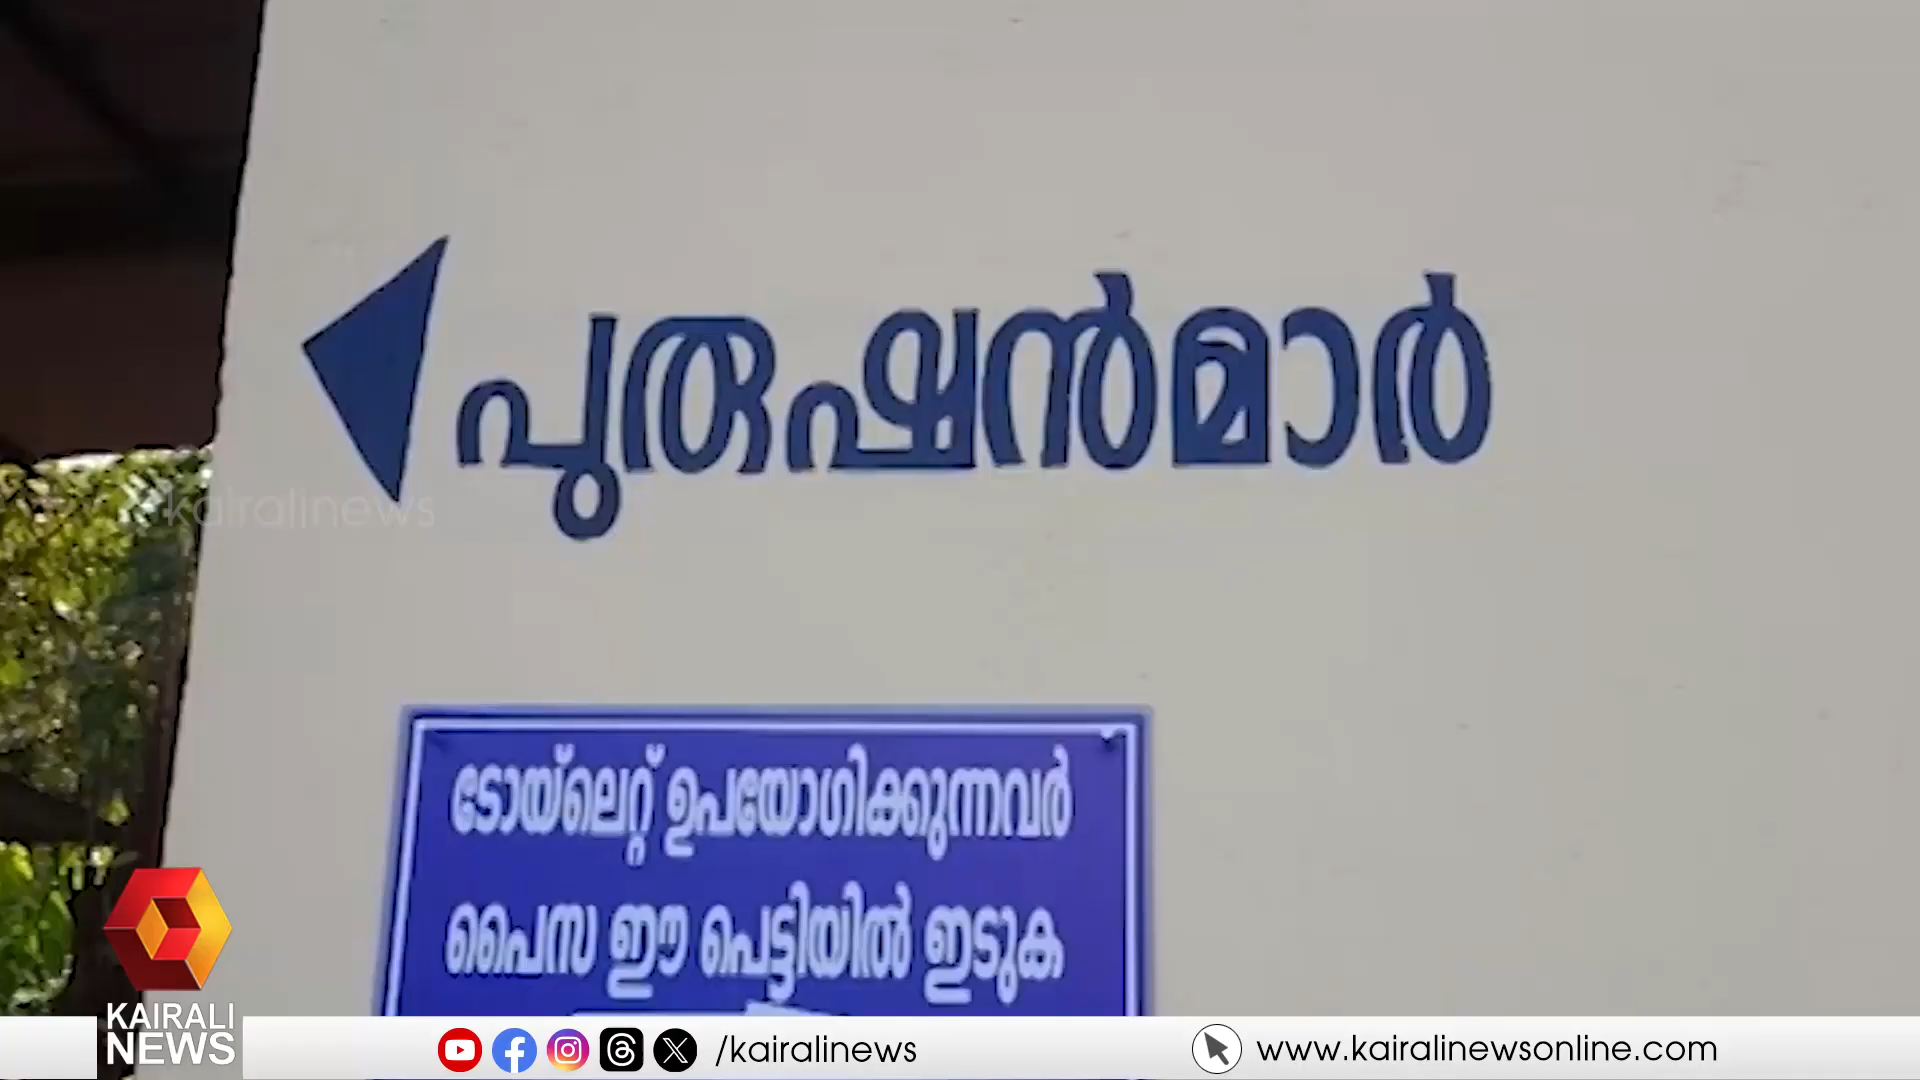 പുരുഷൻമാർ
kairalinews
ടോയ്ലെറ്റ് ഉപയോഗിക്കുന്നവർ
പൈസ ഈ പെട്ടിയിൽ ഇടുക
KAIRALI
NEWS
/kairalinews
www.kairalinewsonline.com